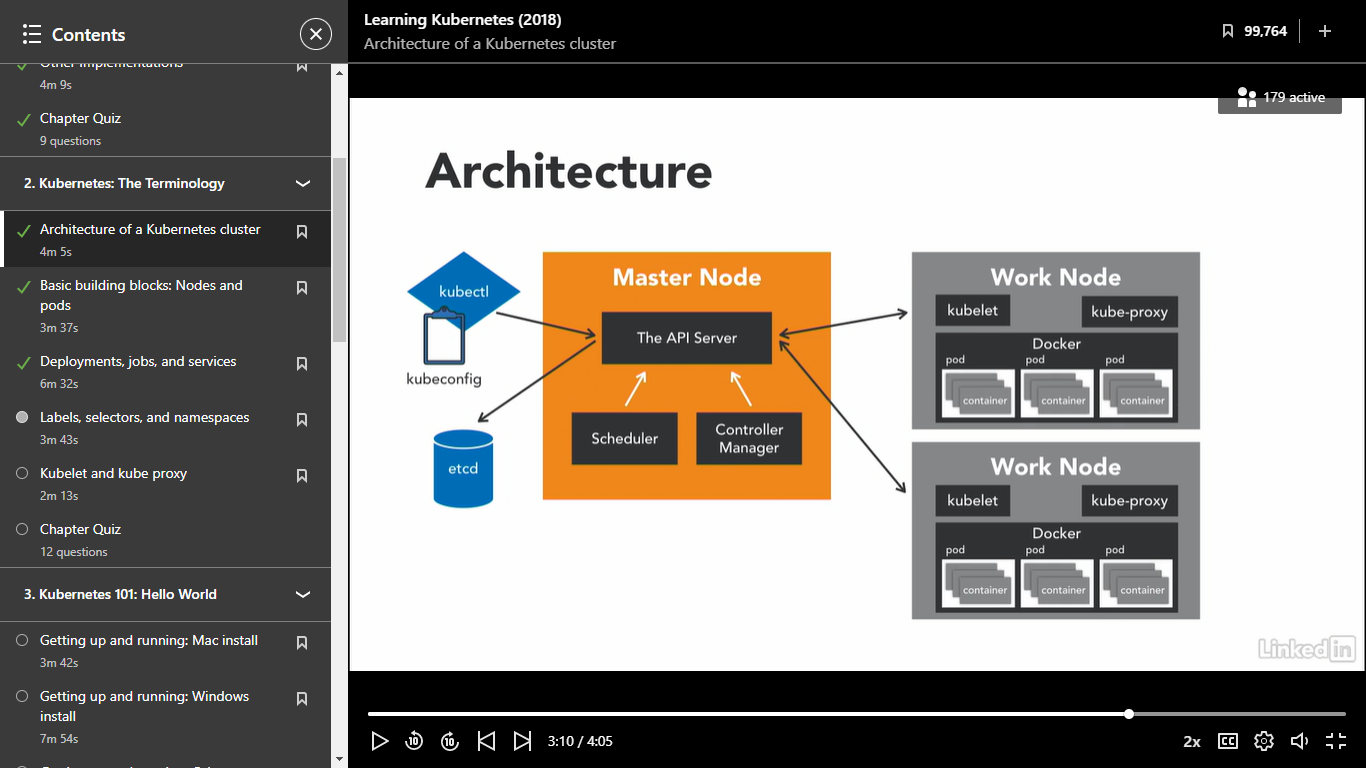 Contents
Other Implementations
4m 9s
Chapter Quiz
9 questions
2. Kubernetes: The Terminology
Architecture of a Kubernetes cluster
4m 5s
Basic building blocks: Nodes and
pods
3m 37s
Deployments, jobs, and services
6m 32s
Labels, selectors, and namespaces
3m 43s
Kubelet and kube proxy
2m 13s
Chapter Quiz
12 questions
3. Kubernetes 101: Hello World
Getting up and running: Mac install
3m 42s
Getting up and running: Windows
install
7m 54s
Learning Kubernetes (2018)
Architecture of a Kubernetes cluster
99,764
179 active
Architecture
kubectl
kubeconfig
etcd
Master Node
The API Server
Scheduler
Controller
Manager
Work Node
kubelet
kube-proxy
Docker
pod
pod
pod
container
container
container
Work Node
kubelet
kube-proxy
Docker
pod
pod
pod
container
container
container
Linked in
10
10
3:10 / 4:05
2x
CC